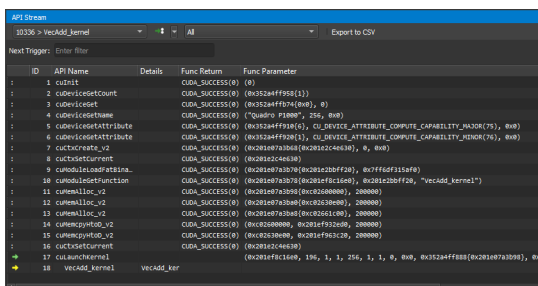 API Stream
10336 > VecAdd_kernel All Export to CSV
Next Trigger: Enter filter
ID API Name Details Func Return Func Parameter
1 cuInit CUDA_SUCCESS(0) (0)
2 cuDeviceGetCount CUDA_SUCCESS(0) (0x352a4ff958{1})
3 cuDeviceGet CUDA_SUCCESS(0) (0x352a4ffb74{0x0}, 0)
4 cuDeviceGetName CUDA_SUCCESS(0) ("Quadro P1000", 256, 0x0)
5 cuDeviceGetAttribute CUDA_SUCCESS(0) (0x352a4ff910{6}, CU_DEVICE_ATTRIBUTE_COMPUTE_CAPABILITY_MAJOR(75), 0x0)
6 cuDeviceGetAttribute CUDA_SUCCESS(0) (0x352a4ff920{1}, CU_DEVICE_ATTRIBUTE_COMPUTE_CAPABILITY_MINOR(76), 0x0)
7 cuCtxCreate_v2 CUDA_SUCCESS(0) (0x201e07a3b68{0x201e2c4e630}, 0, 0x0)
8 cuCtxSetCurrent CUDA_SUCCESS(0) (0x201e2c4e630)
9 cuModuleLoadFatBina... CUDA_SUCCESS(0) (0x201e07a3b70{0x201e2bbff20}, 0x7ff6df315af0)
10 cuModuleGetFunction CUDA_SUCCESS(0) (0x201e07a3b78{0x201ef8c16e0}, 0x201e2bbff20, "VecAdd_kernel")
11 cuMemAlloc_v2 CUDA_SUCCESS(0) (0x201e07a3b98{0xc02600000}, 200000)
12 cuMemAlloc_v2 CUDA_SUCCESS(0) (0x201e07a3ba0{0xc02630e00}, 200000)
13 cuMemAlloc_v2 CUDA_SUCCESS(0) (0x201e07a3ba8{0xc02661c00}, 200000)
14 cuMemcpyHtoD_v2 CUDA_SUCCESS(0) (0xc02600000, 0x201ef932ed0, 200000)
15 cuMemcpyHtoD_v2 CUDA_SUCCESS(0) (0xc02630e00, 0x201ef963c20, 200000)
16 cuCtxSetCurrent CUDA_SUCCESS(0) (0x201e2c4e630)
17 cuLaunchKernel (0x201ef8c16e0, 196, 1, 1, 256, 1, 1, 0, 0x0, 0x352a4ff888{0x201e07a3b98}, 0
18 VecAdd_kernel VecAdd_ker